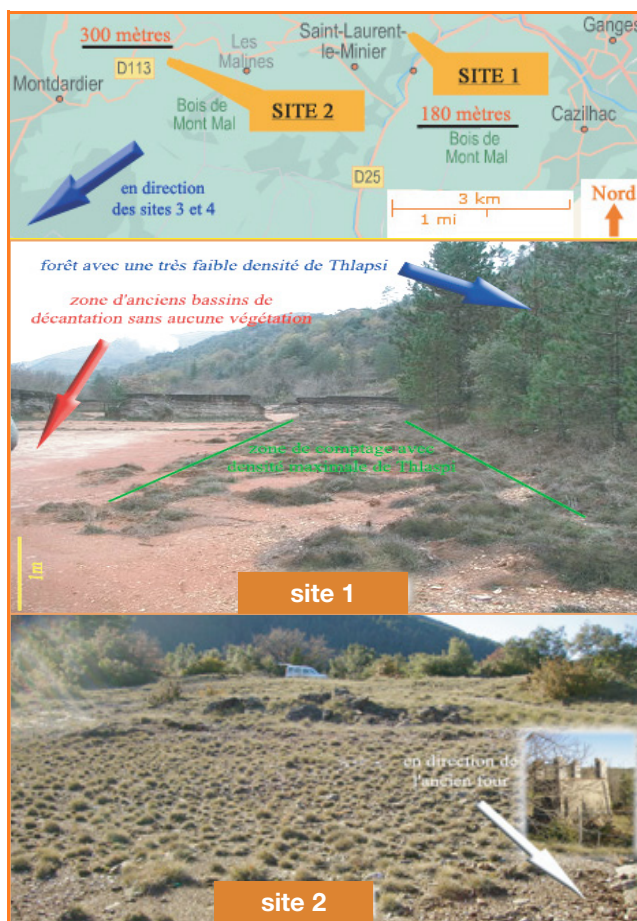 300 mètres
Les
Malines
Saint-Laurent-
le-Minier
Ganges
D113
SITE 1
Montdardier
SITE 2
180 mètres
Cazilhac
Bois de
Mont Mal
Bois de
Mont Mal
D25
en direction
des sites 3 et 4
3 km
1 mi
Nord
forêt avec une très faible densité de Thlapsi
zone d'anciens bassins de
décantation sans aucune végétation
zone de comptage avec
densité maximale de Thlaspi
1m
site 1
en direction de
l'ancien four
site 2